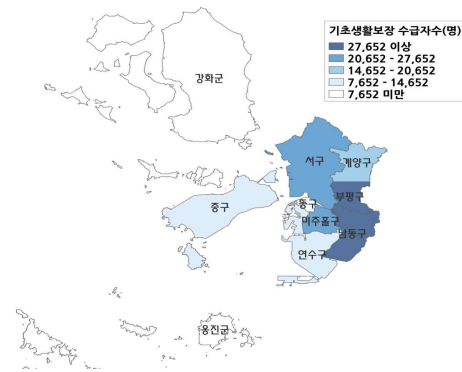 기초생활보장 수급자수(명)
27,652 이상
20,652 - 27,652
14,652 - 20,652
7,652 - 14,652
7,652 미만
강화군
서구
계양구
중구
동구
부평구
미추홀구
남동구
연수구
옹진군